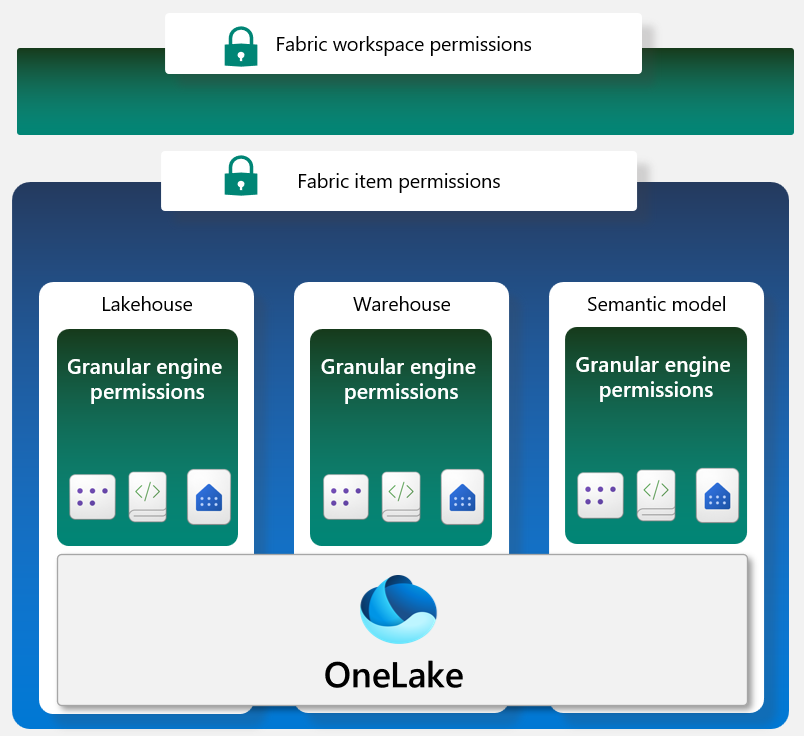 Fabric workspace permissions
Fabric item permissions
Lakehouse
Granular engine
permissions
</>
Warehouse
Granular engine
permissions
</>
Semantic model
Granular engine
permissions
</>
OneLake